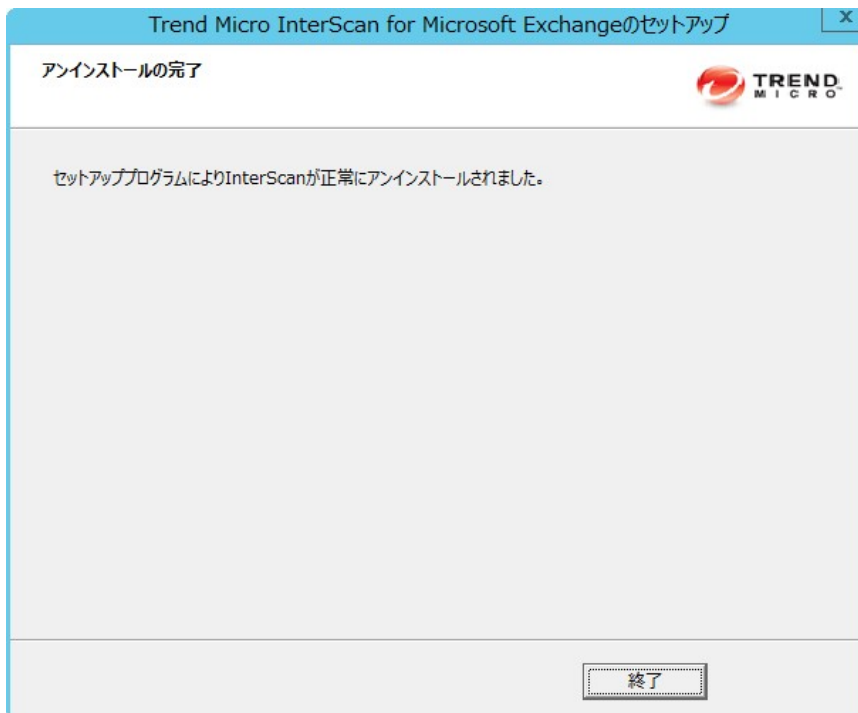 Trend Micro InterScan for Microsoft Exchangeのセットアップ
x
アンインストールの完了
TREND
MICRO
セットアッププログラムによりInterScanが正常にアンインストールされました。
終了